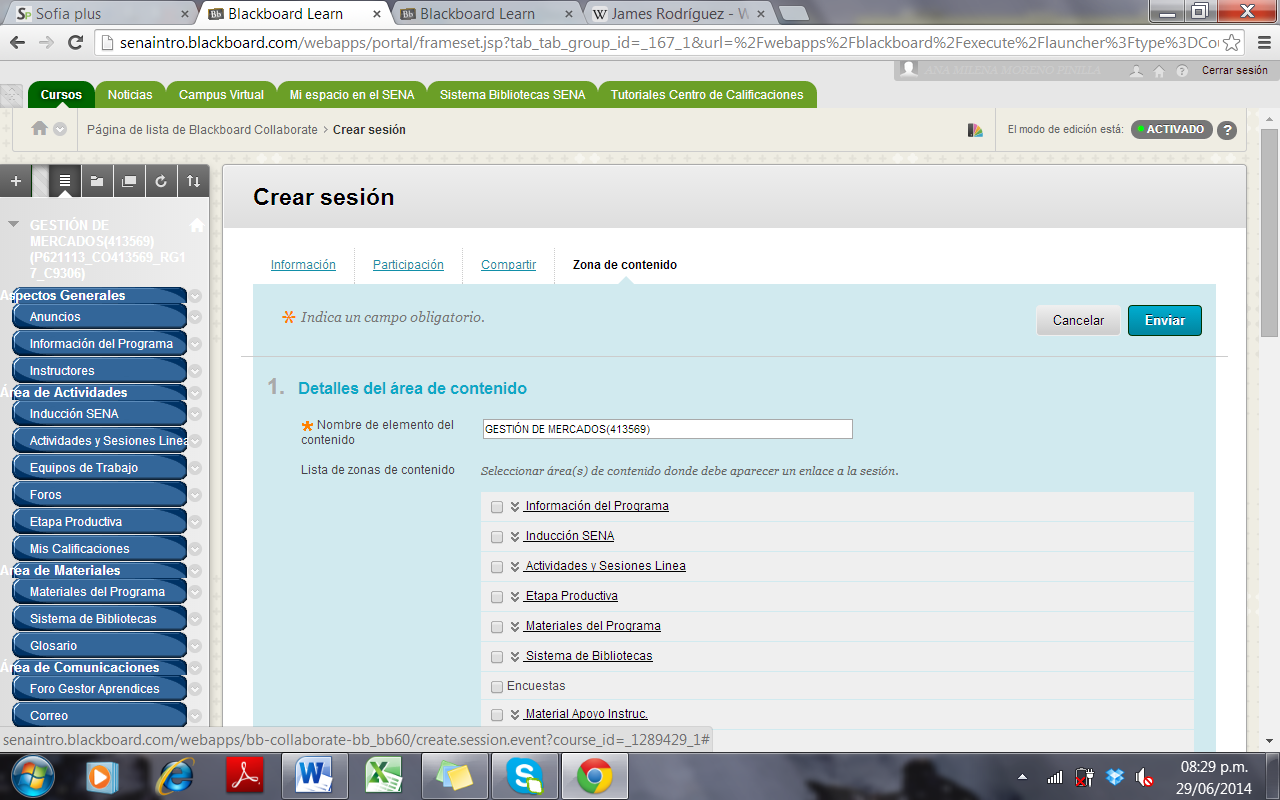 Sofia plus
Blackboard Learn
Blackboard Learn
James Rodríguez - W
senaintro.blackboard.com/webapps/portal/frameset.jsp?tab_tab_group_id=_167_1&url=%2Fwebapps%2Fblackboard%2Fexecute%2Flauncher%3Ftype%3DCo
ANA MILENA MORENO PINILLA
Cerrar sesión
Cursos
Noticias
Campus Virtual
Mi espacio en el SENA
Sistema Bibliotecas SENA
Tutoriales Centro de Calificaciones
Página de lista de Blackboard Collaborate > Crear sesión
El modo de edición está: ACTIVADO ?
GESTIÓN DE
MERCADOS(413569)
(P621113_CO413569_RG1
7_C9306)
Aspectos Generales
Anuncios
Información del Programa
Instructores
Área de Actividades
Inducción SENA
Actividades y Sesiones Linea
Equipos de Trabajo
Foros
Etapa Productiva
Mis Calificaciones
Área de Materiales
Materiales del Programa
Sistema de Bibliotecas
Glosario
Área de Comunicaciones
Foro Gestor Aprendices
Correo
Crear sesión
Información
Participación
Compartir
Zona de contenido
Indica un campo obligatorio.
Cancelar
Enviar
1. Detalles del área de contenido
Nombre de elemento del
contenido
GESTIÓN DE MERCADOS(413569)
Lista de zonas de contenido
Seleccionar área(s) de contenido donde debe aparecer un enlace a la sesión.
Información del Programa
Inducción SENA
Actividades y Sesiones Linea
Etapa Productiva
Materiales del Programa
Sistema de Bibliotecas
Encuestas
Material Apoyo Instruc.
senaintro.blackboard.com/webapps/bb-collaborate-bb_bb60/create.session.event?course_id=_1289429_1#
08:29 p.m.
29/06/2014